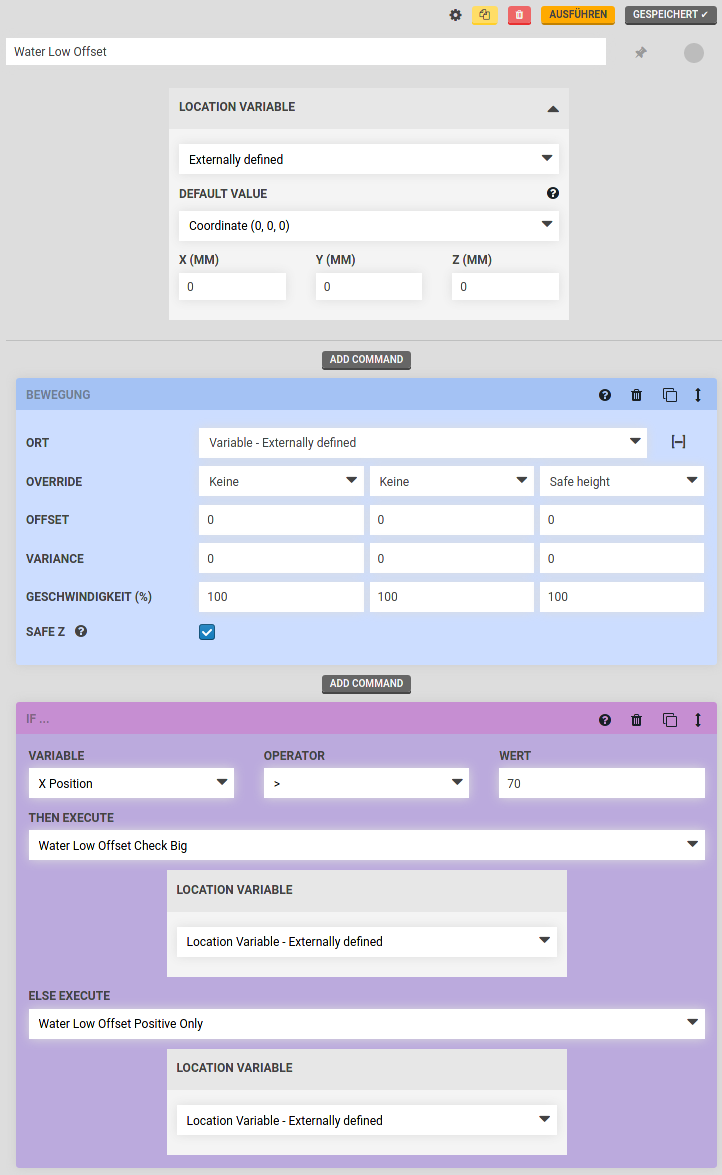 AUSFÜHREN GESPEICHERT ✓
Water Low Offset
LOCATION VARIABLE
Externally defined
DEFAULT VALUE
Coordinate (0, 0, 0)
X (MM) Y (MM) Z (MM)
0 0 0
ADD COMMAND
BEWEGUNG
ORT Variable - Externally defined
OVERRIDE Keine Keine Safe height
OFFSET 0 0 0
VARIANCE 0 0 0
GESCHWINDIGKEIT (%) 100 100 100
SAFE Z
ADD COMMAND
IF ...
VARIABLE OPERATOR WERT
X Position > 70
THEN EXECUTE
Water Low Offset Check Big
LOCATION VARIABLE
Location Variable - Externally defined
ELSE EXECUTE
Water Low Offset Positive Only
LOCATION VARIABLE
Location Variable - Externally defined